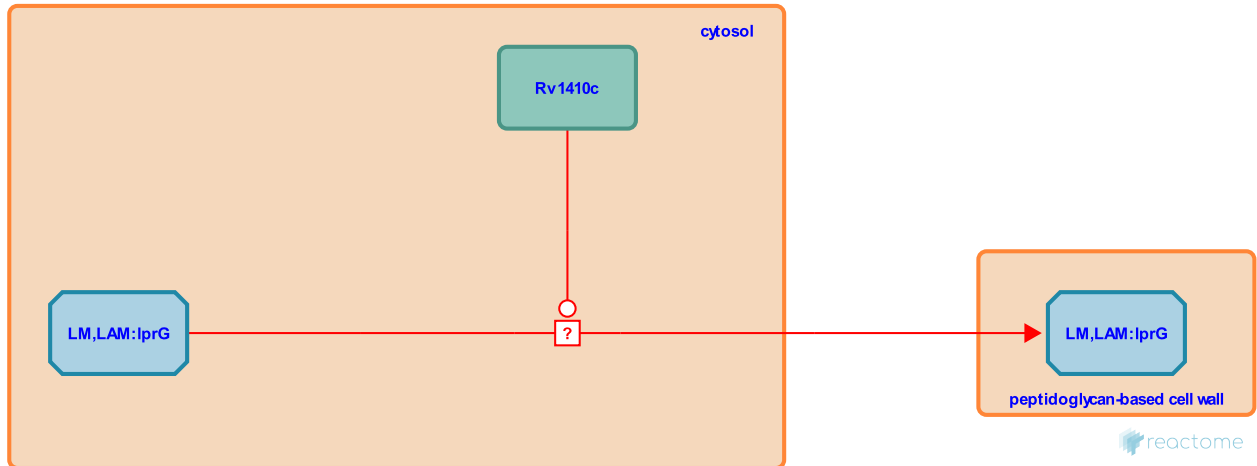 cytosol
Rv1410c
LM,LAM:lprG
?
LM,LAM:lprG
peptidoglycan-based cell wall
reactome